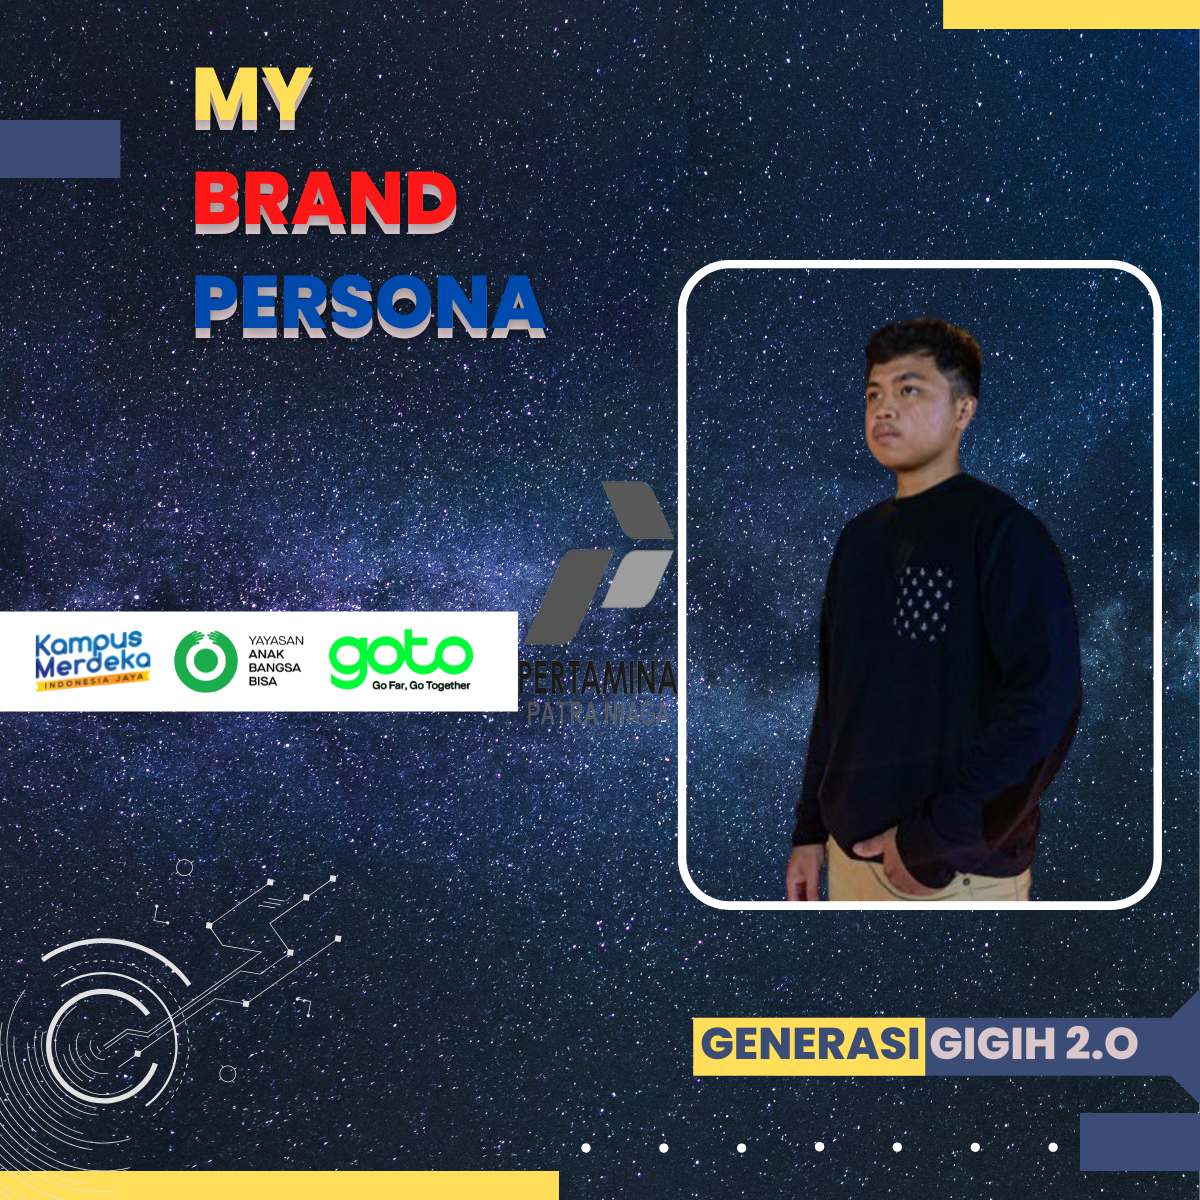 MY
BRAND
PERSONA
Kampus
Merdeka
INDONESIA JAYA
YAYASAN
ANAK
BANGSA
BISA
goto
Go Far, Go Together
PERTAMINA
PATRA NIAGA
GENERASI GIGIH 2.0